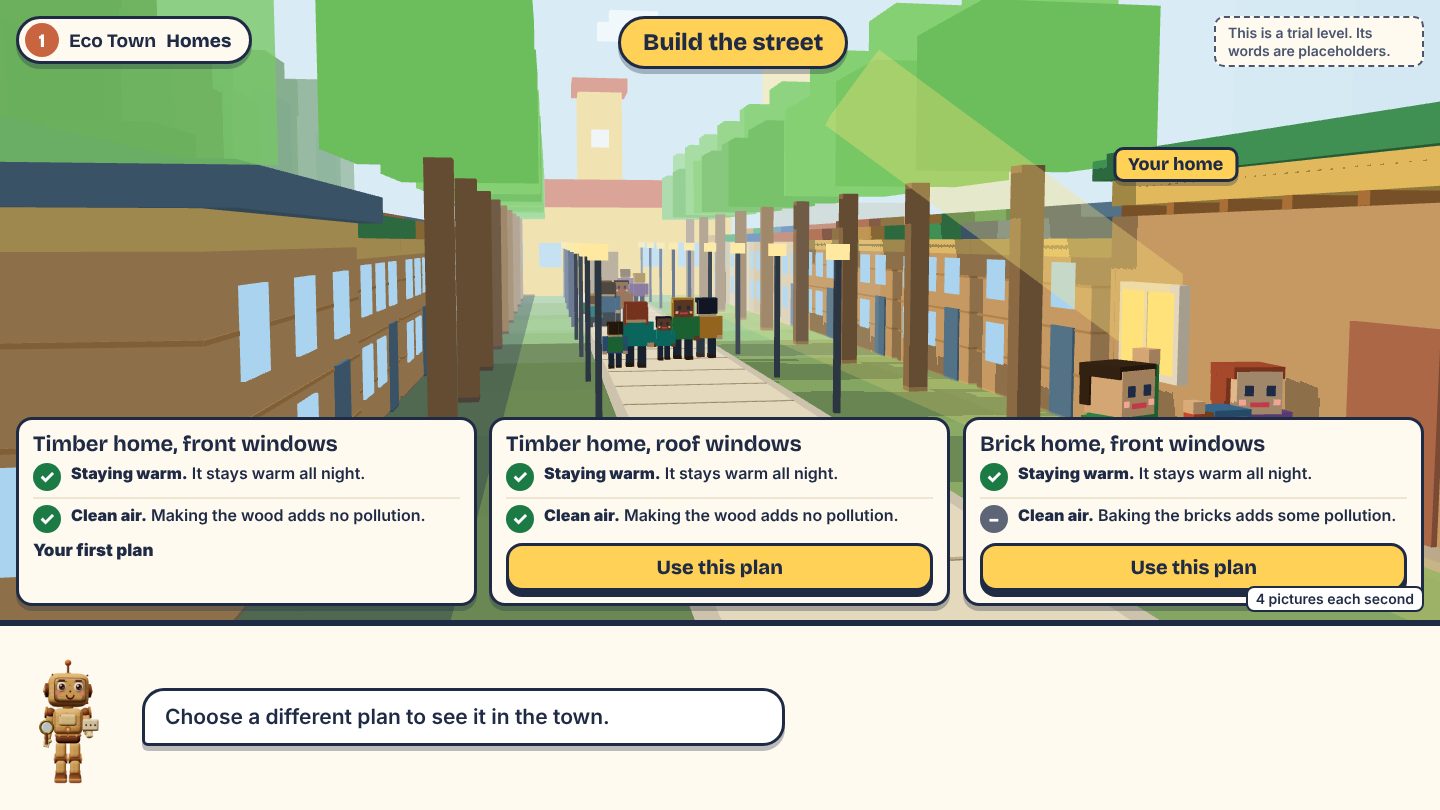 1 Eco Town Homes
Build the street
This is a trial level. Its
words are placeholders.
Your home
Timber home, front windows
Staying warm. It stays warm all night.
Clean air. Making the wood adds no pollution.
Your first plan
Timber home, roof windows
Staying warm. It stays warm all night.
Clean air. Making the wood adds no pollution.
Use this plan
Brick home, front windows
Staying warm. It stays warm all night.
Clean air. Baking the bricks adds some pollution.
Use this plan
4 pictures each second
Choose a different plan to see it in the town.